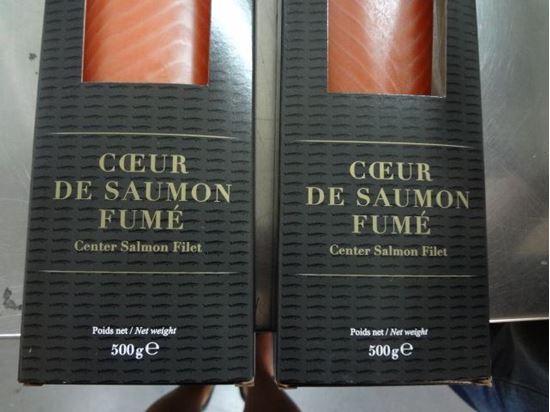 CŒUR
DE SAUMON
FUMÉ
Center Salmon Filet
Poids net / Net weight
500g℮
CŒUR
DE SAUMON
FUMÉ
Center Salmon Filet
Poids net / Net weight
500g℮